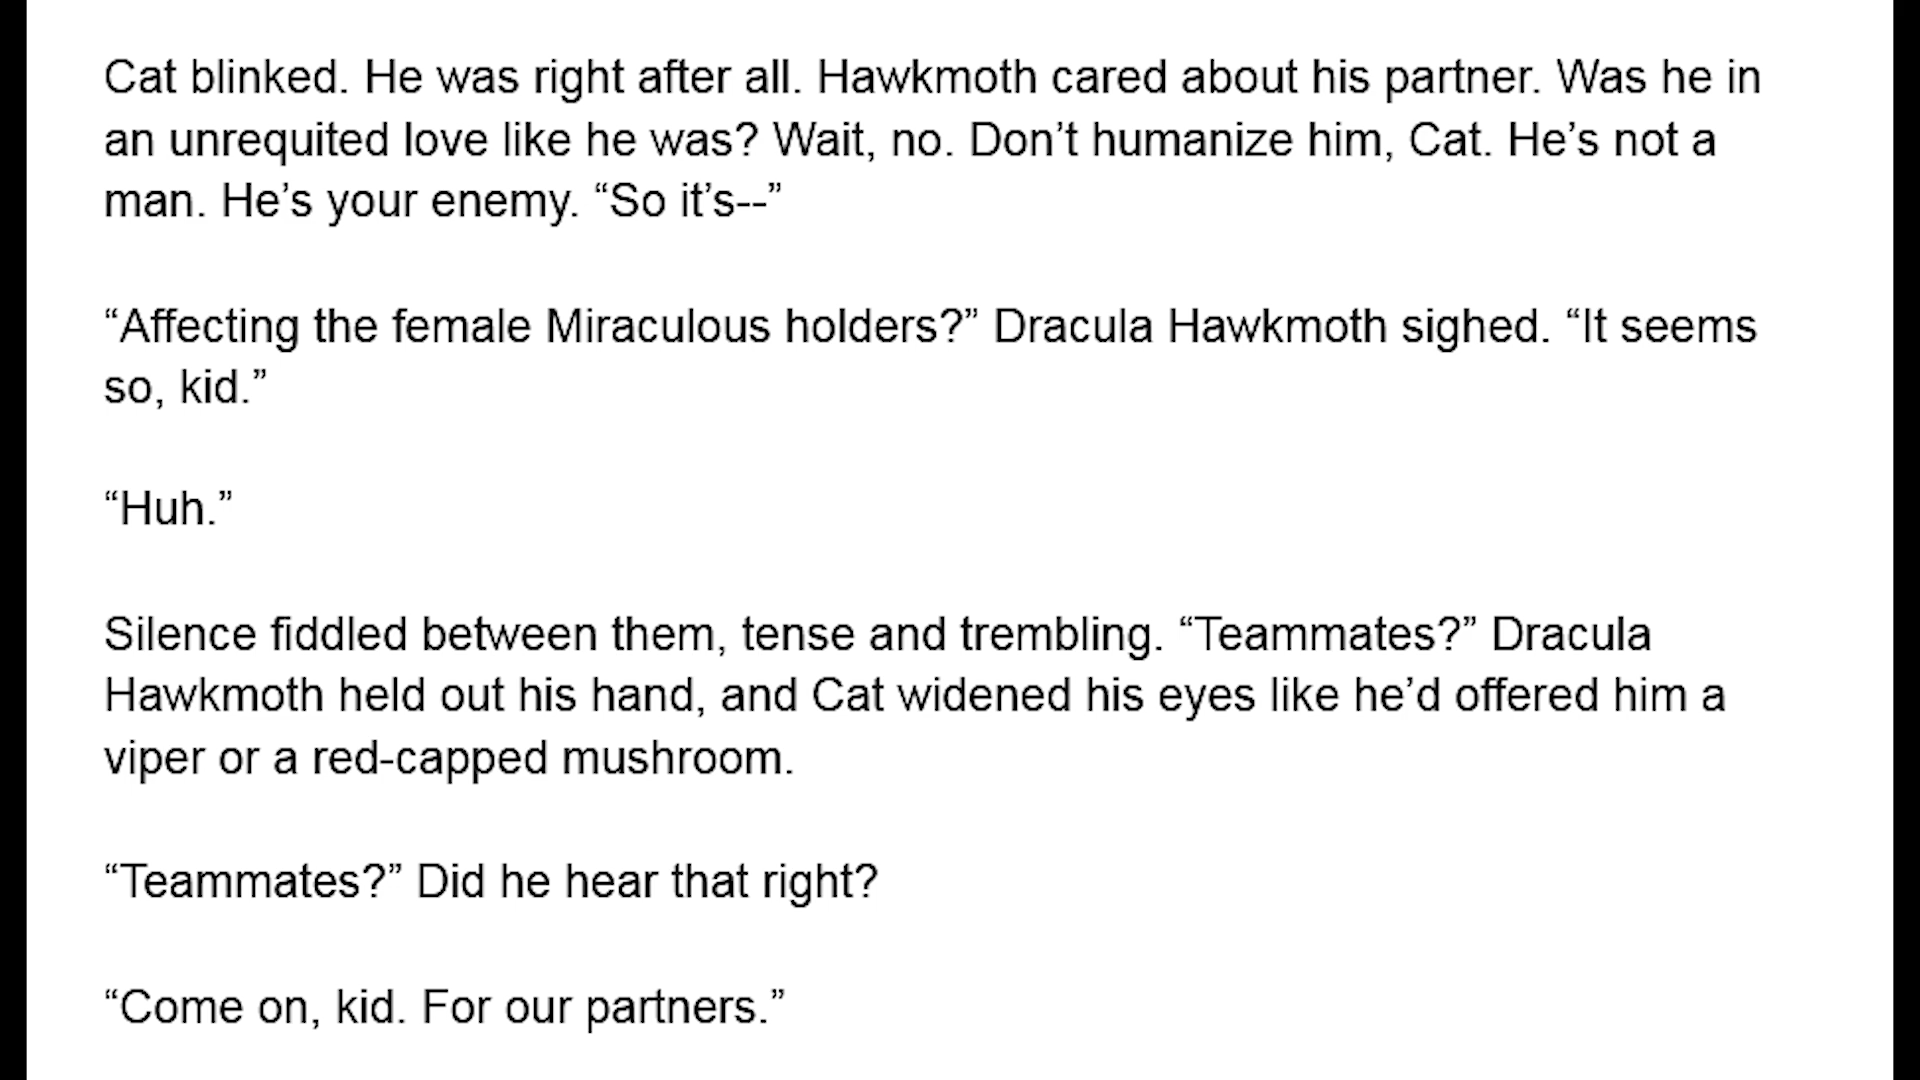 Cat blinked. He was right after all. Hawkmoth cared about his partner. Was he in
an unrequited love like he was? Wait, no. Don’t humanize him, Cat. He’s not a
man. He’s your enemy. “So it’s--”
“Affecting the female Miraculous holders?” Dracula Hawkmoth sighed. “It seems
so, kid.”
“Huh.”
Silence fiddled between them, tense and trembling. “Teammates?” Dracula
Hawkmoth held out his hand, and Cat widened his eyes like he’d offered him a
viper or a red-capped mushroom.
“Teammates?” Did he hear that right?
“Come on, kid. For our partners.”